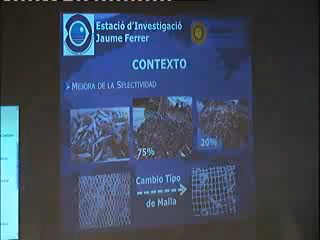 Estació d'Investigació
Jaume Ferrer
CONTEXTO
MEJORA DE LA SELECTIVIDAD
75%
20%
Cambio Tipo
de Malla